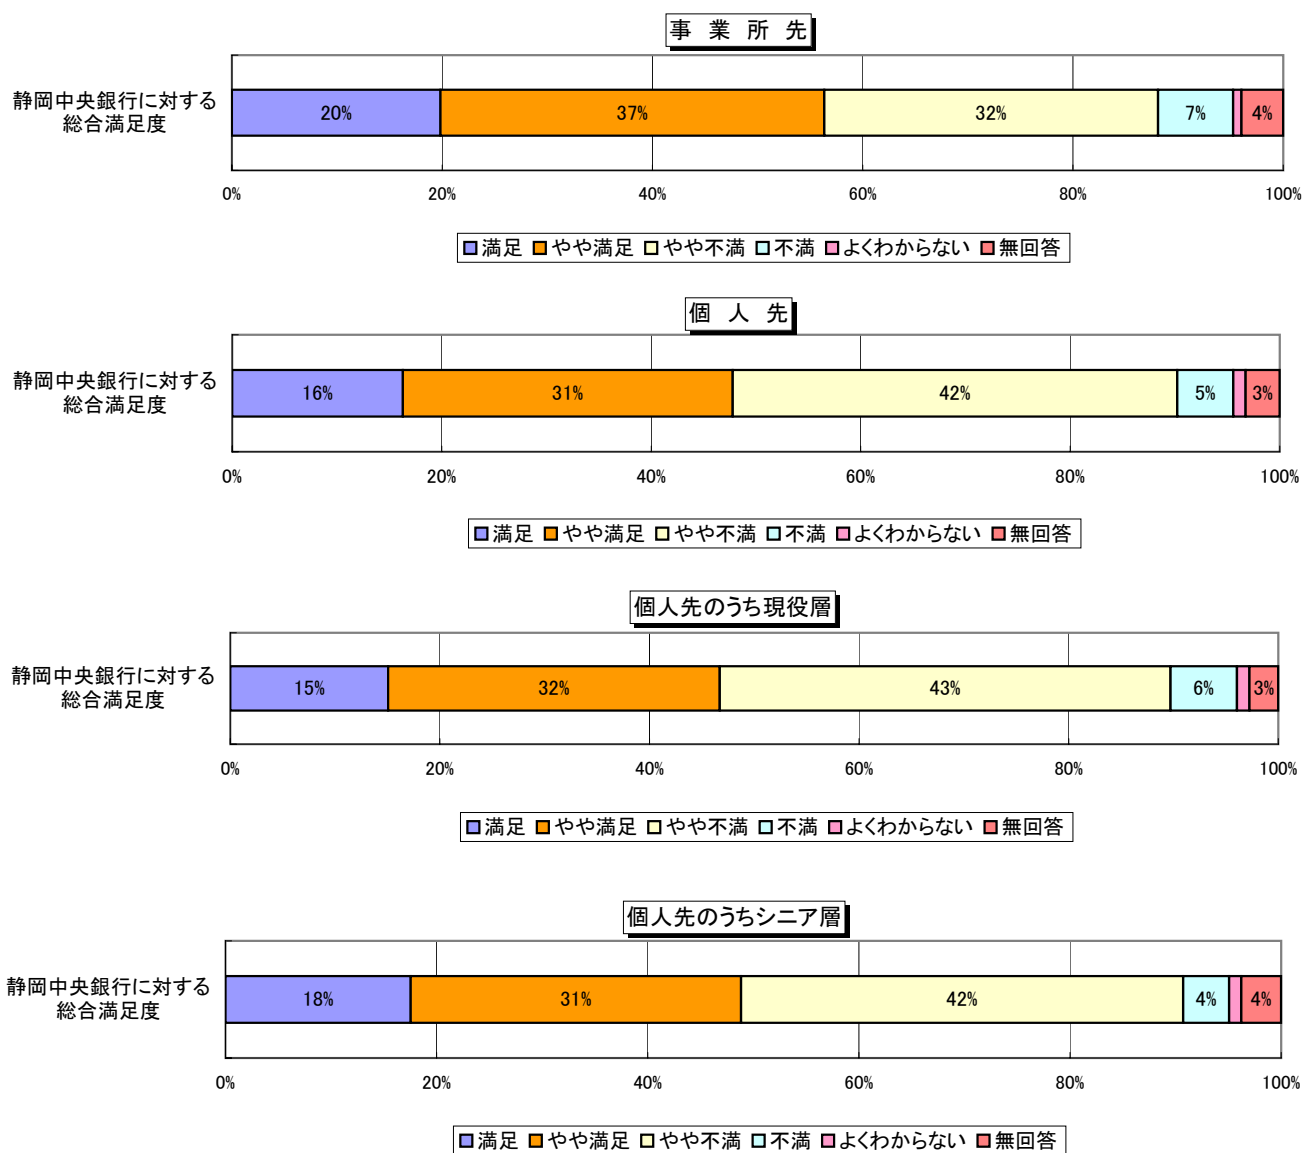 事 業 所 先
静岡中央銀行に対する
総合満足度
20% 37% 32% 7% 4%
0% 20% 40% 60% 80% 100%
満足 やや満足 やや不満 不満 よくわからない 無回答
個 人 先
静岡中央銀行に対する
総合満足度
16% 31% 42% 5% 3%
0% 20% 40% 60% 80% 100%
満足 やや満足 やや不満 不満 よくわからない 無回答
個人先のうち現役層
静岡中央銀行に対する
総合満足度
15% 32% 43% 6% 3%
0% 20% 40% 60% 80% 100%
満足 やや満足 やや不満 不満 よくわからない 無回答
個人先のうちシニア層
静岡中央銀行に対する
総合満足度
18% 31% 42% 4% 4%
0% 20% 40% 60% 80% 100%
満足 やや満足 やや不満 不満 よくわからない 無回答